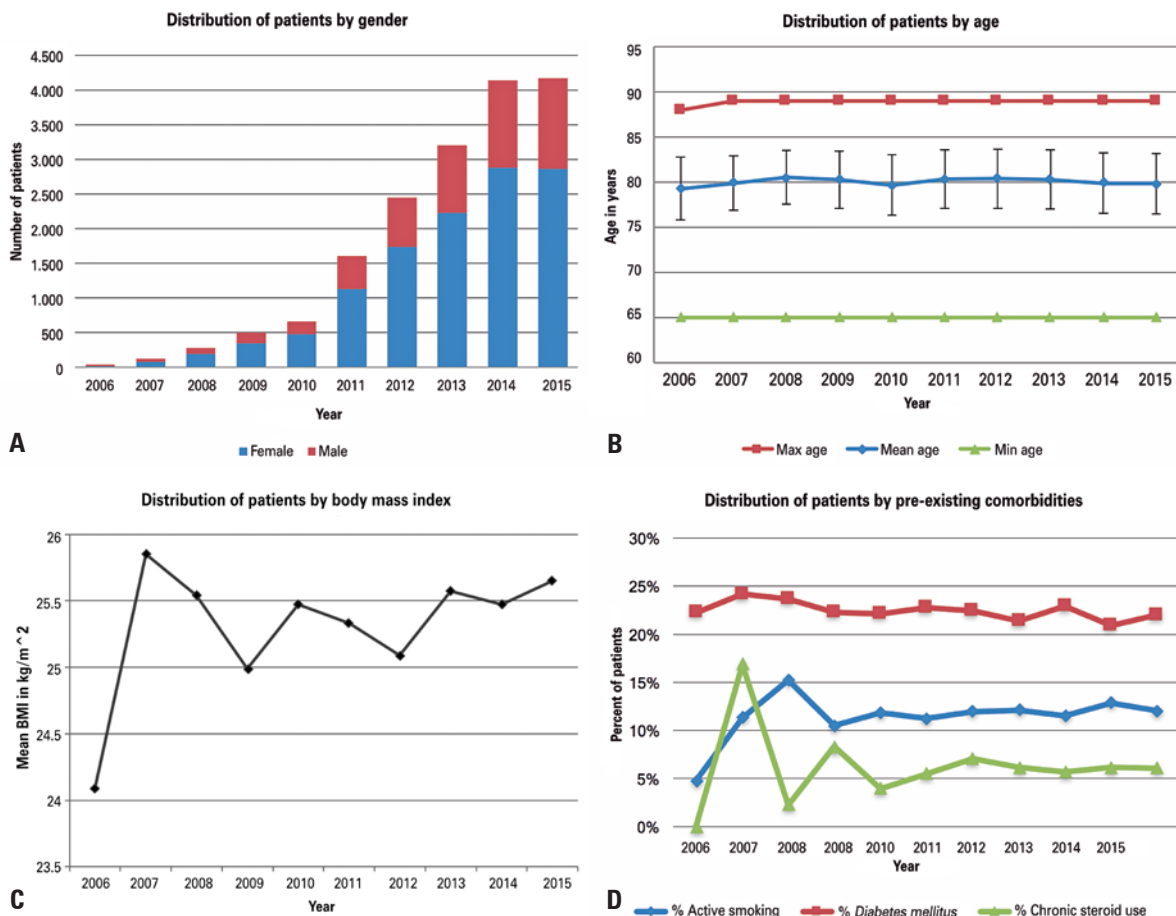 Distribution of patients by gender
4.500
4.000
3.500
3.000
2.500
2.000
1.500
1.000
500
0
Number of patients
2006 2007 2008 2009 2010 2011 2012 2013 2014 2015
Year
Female Male
A
Distribution of patients by age
95
90
85
80
75
70
65
60
Age in years
2006 2007 2008 2009 2010 2011 2012 2013 2014 2015
Year
Max age Mean age Min age
B
Distribution of patients by body mass index
26
25.5
25
24.5
24
23.5
Mean BMI in kg/m^2
2006 2007 2008 2009 2010 2011 2012 2013 2014 2015
Year
C
Distribution of patients by pre-existing comorbidities
30%
25%
20%
15%
10%
5%
0%
Percent of patients
2006 2007 2008 2008 2010 2011 2012 2013 2014 2015
Year
% Active smoking % Diabetes mellitus % Chronic steroid use
D